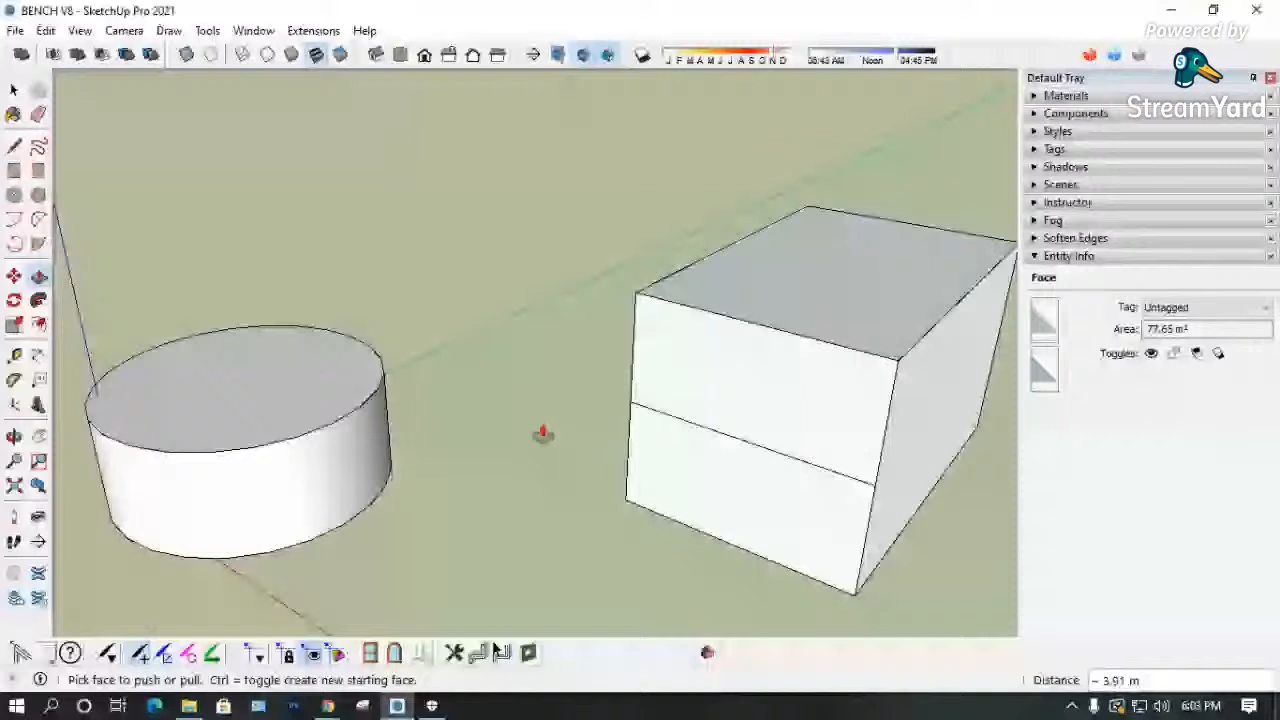 BENCH V8 - SketchUp Pro 2021
File Edit View Camera Draw Tools Window Extensions Help
Powered by
StreamYard
J F M A M J J A S O N D
06:43 AM Noon 04:45 PM
Default Tray
Materials
Components
Styles
Tags
Shadows
Scenes
Instructor
Fog
Soften Edges
Entity Info
Face
Tag: Untagged
Area: 77.65 m²
Toggles:
Pick face to push or pull. Ctrl = toggle create new starting face.
Distance ~ 3.91 m
6:03 PM